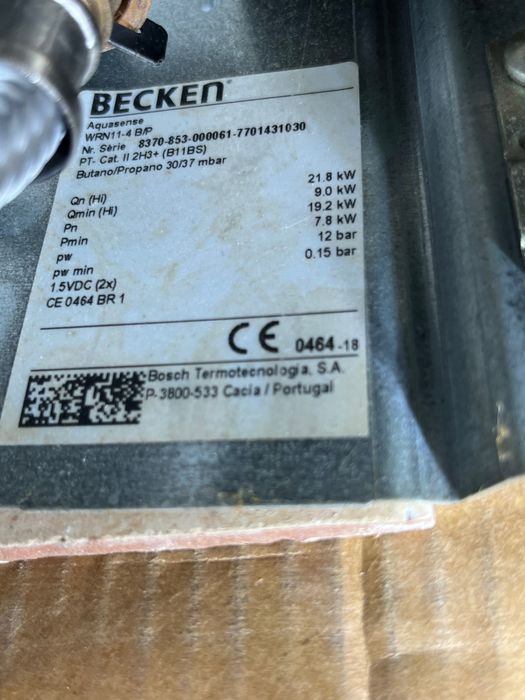 BECKEN
Aquasense
WRN11-4 B/P
Nr. Série 8370-853-000061-7701431030
PT- Cat. II 2H3+ (B11BS)
Butano/Propano 30/37 mbar
Qn (Hi) 21.8 kW
Qmin (Hi) 9.0 kW
Pn 19.2 kW
Pmin 7.8 kW
pw 12 bar
pw min 0.15 bar
1.5VDC (2x)
CE 0464 BR 1
CE 0464-18
Bosch Termotecnologia, S.A.
P-3800-533 Cacia / Portugal